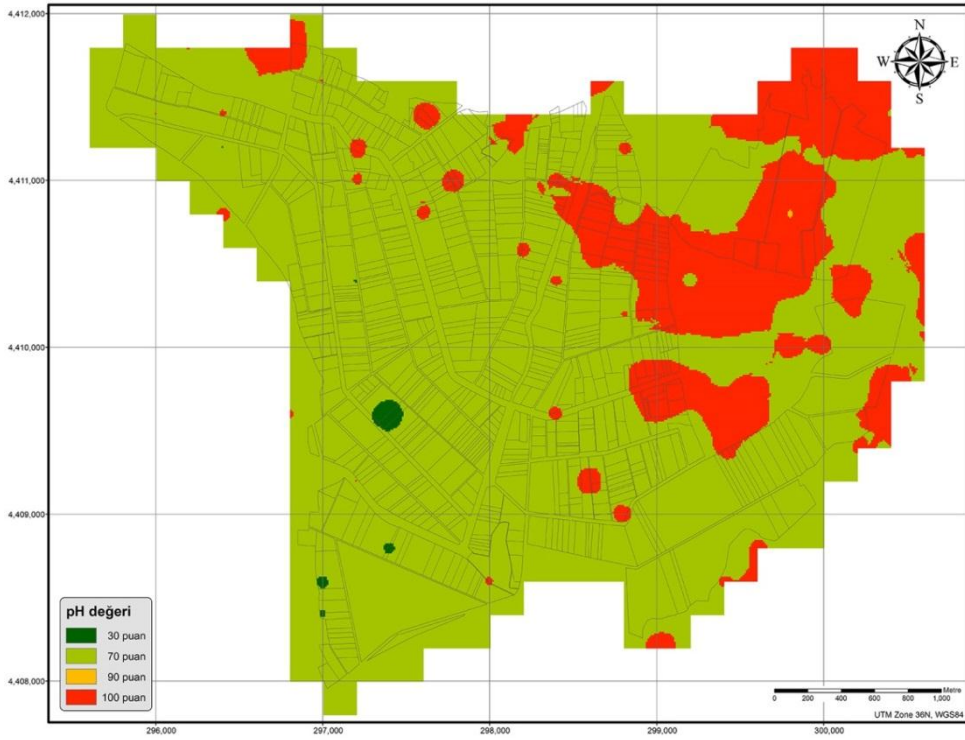 4,412,000
N
W
E
S
4,411,000
4,410,000
4,409,000
pH değeri
30 puan
70 puan
90 puan
100 puan
4,408,000
Metre
0 200 400 600 800 1,000
UTM Zone 36N, WGS84
296,000 297,000 298,000 299,000 300,000